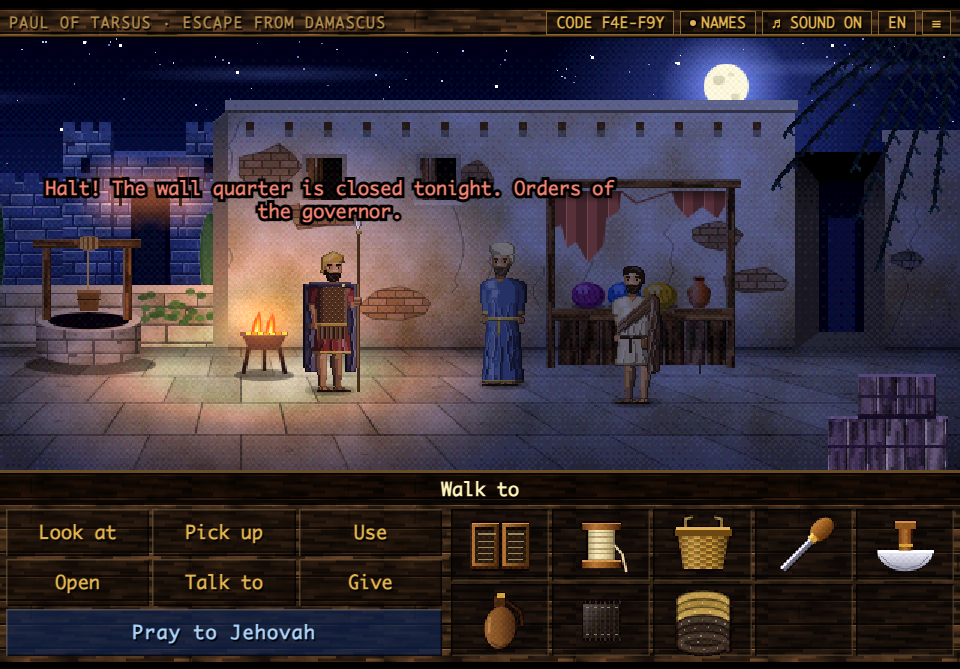 PAUL OF TARSUS · ESCAPE FROM DAMASCUS
CODE F4E-F9Y
• NAMES
♬ SOUND ON
EN
≡
Halt! The wall quarter is closed tonight. Orders of
the governor.
Walk to
Look at
Pick up
Use
Open
Talk to
Give
Pray to Jehovah